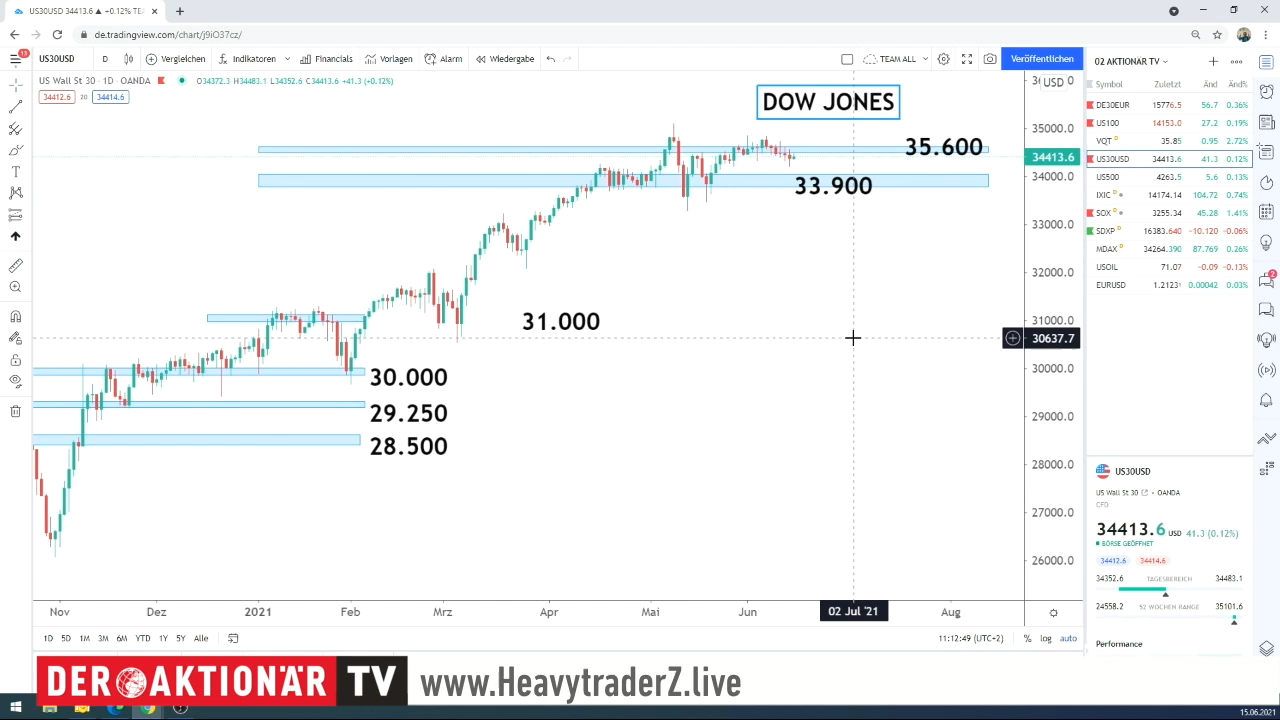 US30USD 34413.6 ▲ +0.12%
de.tradingview.com/chart/j9iO37cz/
13
US30USD D Vergleichen Indikatoren Finanzials Vorlagen Alarm Wiedergabe TEAM ALL Veröffentlichen
US Wall St 30 · 1D · OANDA O34372.3 H34483.1 L34352.6 C34413.6 +41.3 (+0.12%)
34412.6 20 34414.6
USD
DOW JONES
35.600
33.900
31.000
30.000
29.250
28.500
35000.0
34413.6
34000.0
33000.0
32000.0
31000.0
30637.7
30000.0
29000.0
28000.0
27000.0
26000.0
Nov Dez 2021 Feb Mrz Apr Mai Jun 02 Jul '21 Aug
1D 5D 1M 3M 6M YTD 1Y 5Y Alle 11:12:49 (UTC+2) % log auto
02 AKTIONAR TV
Symbol Zuletzt Änd Änd%
DE30EUR 15776.5 56.7 0.36%
US100 14153.0 27.2 0.19%
VQT D 35.85 0.95 2.72%
US30USD 34413.6 41.3 0.12%
US500 4263.5 5.6 0.13%
IXIC D 14174.14 104.72 0.74%
SOX D 3255.34 45.28 1.41%
SDXP D 16383.640 −10.120 −0.06%
MDAX D 34264.390 87.769 0.26%
USOIL 71.07 −0.09 −0.13%
EURUSD 1.21231 0.00042 0.03%
2
US30USD
US Wall St 30 · OANDA
CFD
34413.6 USD 41.3 (0.12%)
BÖRSE GEÖFFNET
34412.6 34414.6
34352.6 TAGESBEREICH 34483.1
24558.2 52 WOCHEN RANGE 35101.6
Performance
DER AKTIONÄR TV www.HeavytraderZ.live
15.06.2021